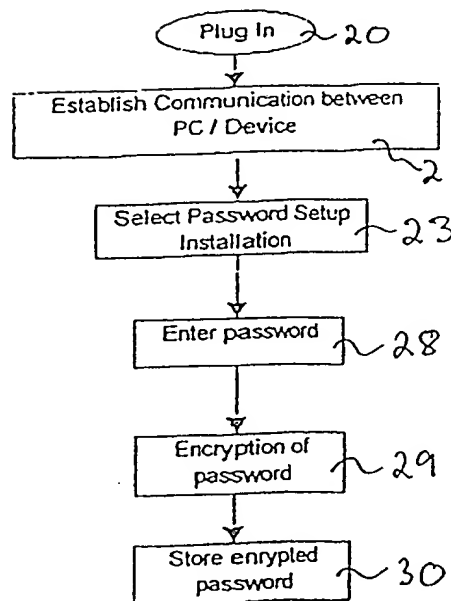 Plug In 20
Establish Communication between
PC / Device
2
Select Password Setup
Installation
23
Enter password 28
Encryption of
password
29
Store enrypled
password
30